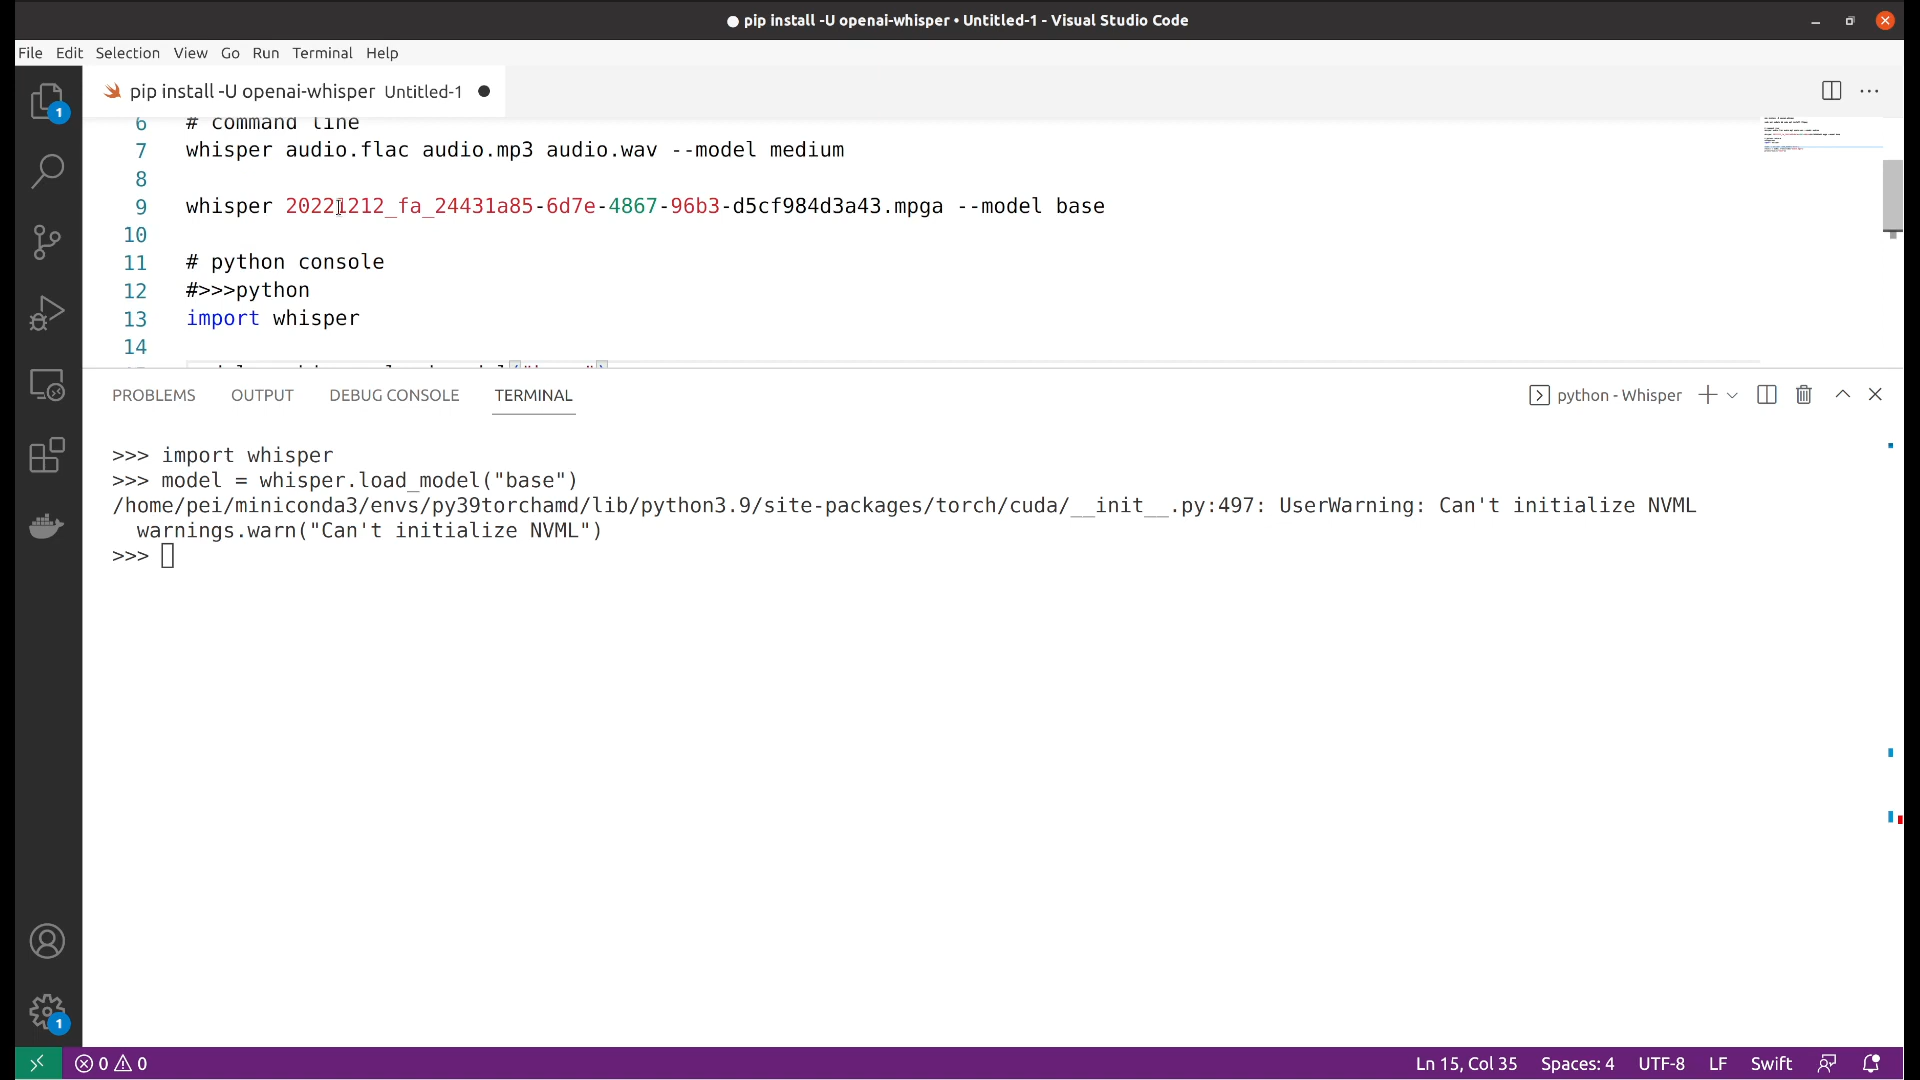 pip install -U openai-whisper • Untitled-1 - Visual Studio Code
File Edit Selection View Go Run Terminal Help
pip install -U openai-whisper Untitled-1
6 # command line
7 whisper audio.flac audio.mp3 audio.wav --model medium
8
9 whisper 20221212_fa_24431a85-6d7e-4867-96b3-d5cf984d3a43.mpga --model base
10
11 # python console
12 #>>>python
13 import whisper
14
PROBLEMS OUTPUT DEBUG CONSOLE TERMINAL
python - Whisper
>>> import whisper
>>> model = whisper.load_model("base")
/home/pei/miniconda3/envs/py39torchamd/lib/python3.9/site-packages/torch/cuda/__init__.py:497: UserWarning: Can't initialize NVML
warnings.warn("Can't initialize NVML")
>>>
1
1
0 0
Ln 15, Col 35 Spaces: 4 UTF-8 LF Swift